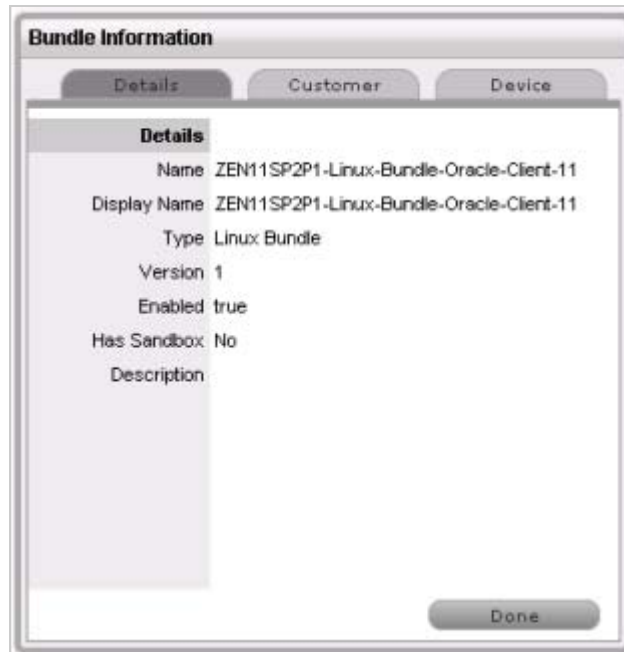 Bundle Information
Details Customer Device
Details
Name ZEN11SP2P1-Linux-Bundle-Oracle-Client-11
Display Name ZEN11SP2P1-Linux-Bundle-Oracle-Client-11
Type Linux Bundle
Version 1
Enabled true
Has Sandbox No
Description
Done